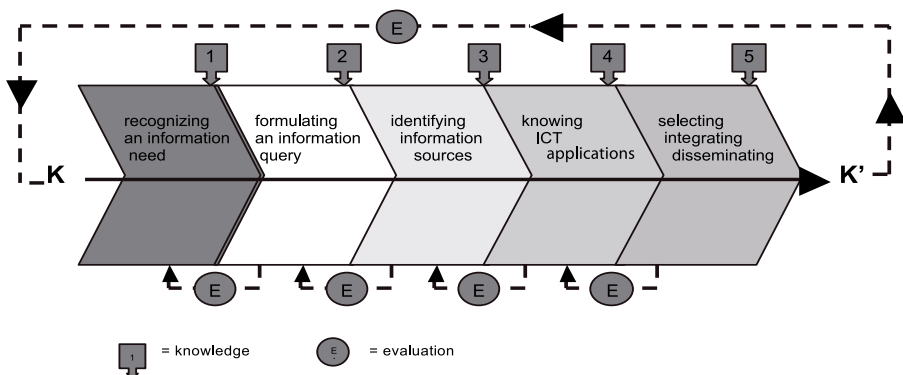 E
1
2
3
4
5
recognizing
an information
need
formulating
an information
query
identifying
information
sources
knowing
ICT
applications
selecting
integrating
disseminating
K
K'
E
E
E
E
1
= knowledge
E
= evaluation